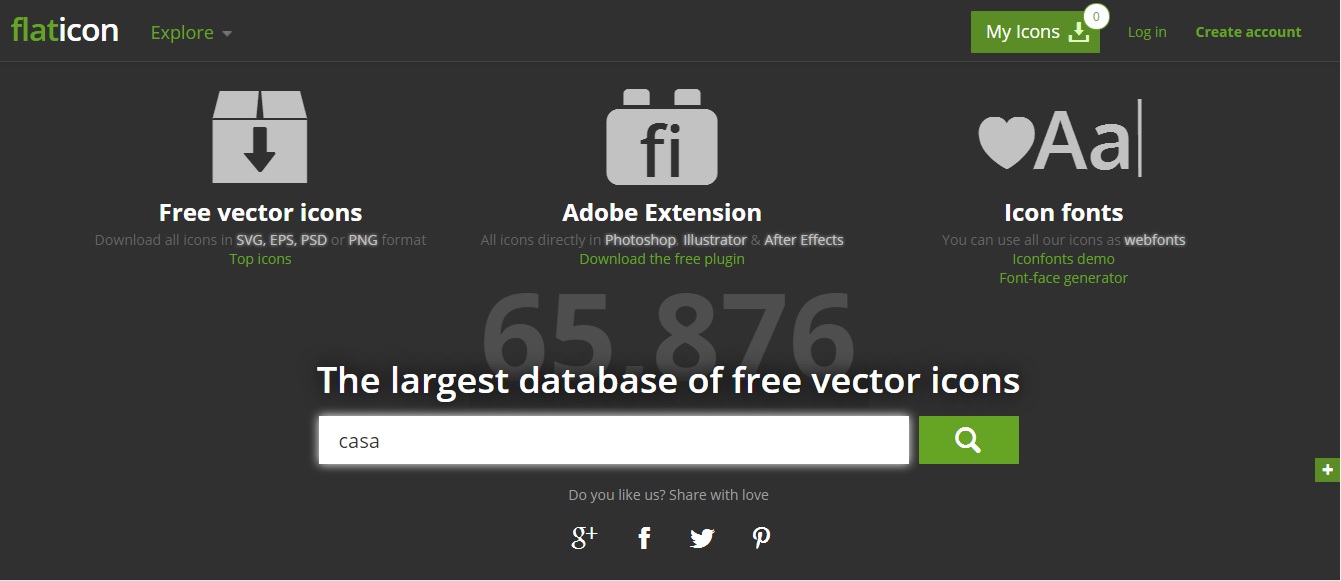 flaticon Explore My Icons 0 Log in Create account
fi Aa
Free vector icons Adobe Extension Icon fonts
Download all icons in SVG, EPS, PSD or PNG format All icons directly in Photoshop, Illustrator & After Effects You can use all our icons as webfonts
Top icons Download the free plugin Iconfonts demo
Font-face generator
65.876
The largest database of free vector icons
casa
Do you like us? Share with love
g+ f